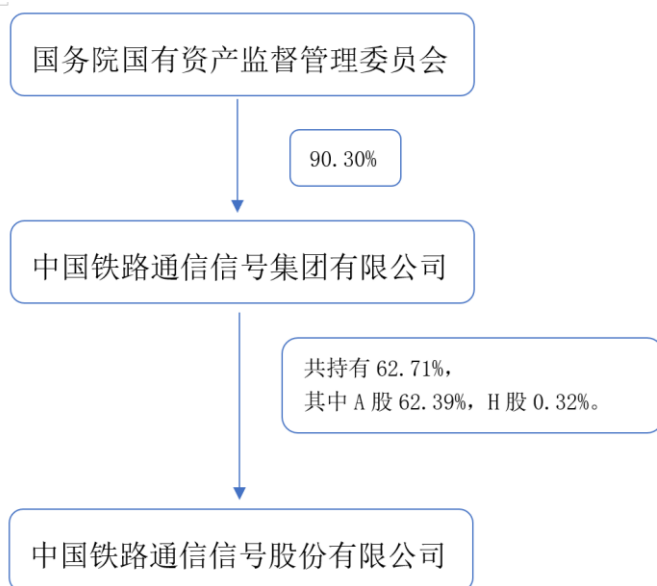 国务院国有资产监督管理委员会
90.30%
中国铁路通信信号集团有限公司
共持有 62.71%，
其中 A 股 62.39%，H 股 0.32%。
中国铁路通信信号股份有限公司